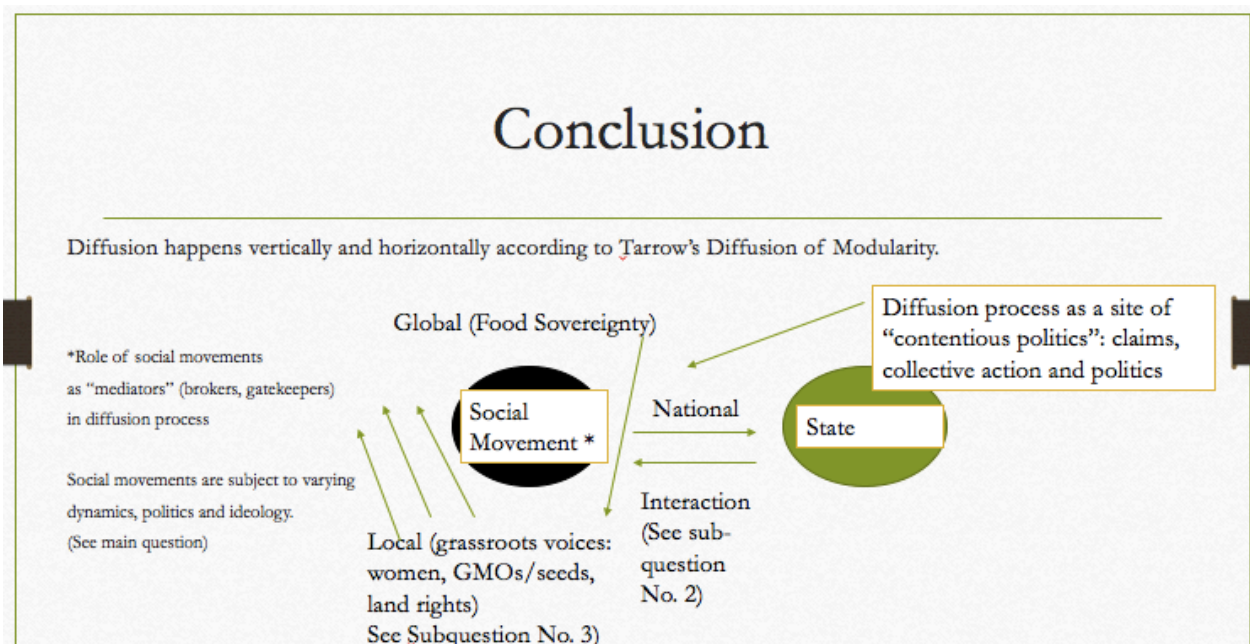 Conclusion
Diffusion happens vertically and horizontally according to Tarrow's Diffusion of Modularity.
Global (Food Sovereignty)
Diffusion process as a site of
“contentious politics”: claims,
collective action and politics
*Role of social movements
as “mediators” (brokers, gatekeepers)
in diffusion process
Social movements are subject to varying
dynamics, politics and ideology.
(See main question)
Social
Movement *
National
State
Interaction
(See sub-
question
No. 2)
Local (grassroots voices:
women, GMOs/seeds,
land rights)
See Subquestion No. 3)